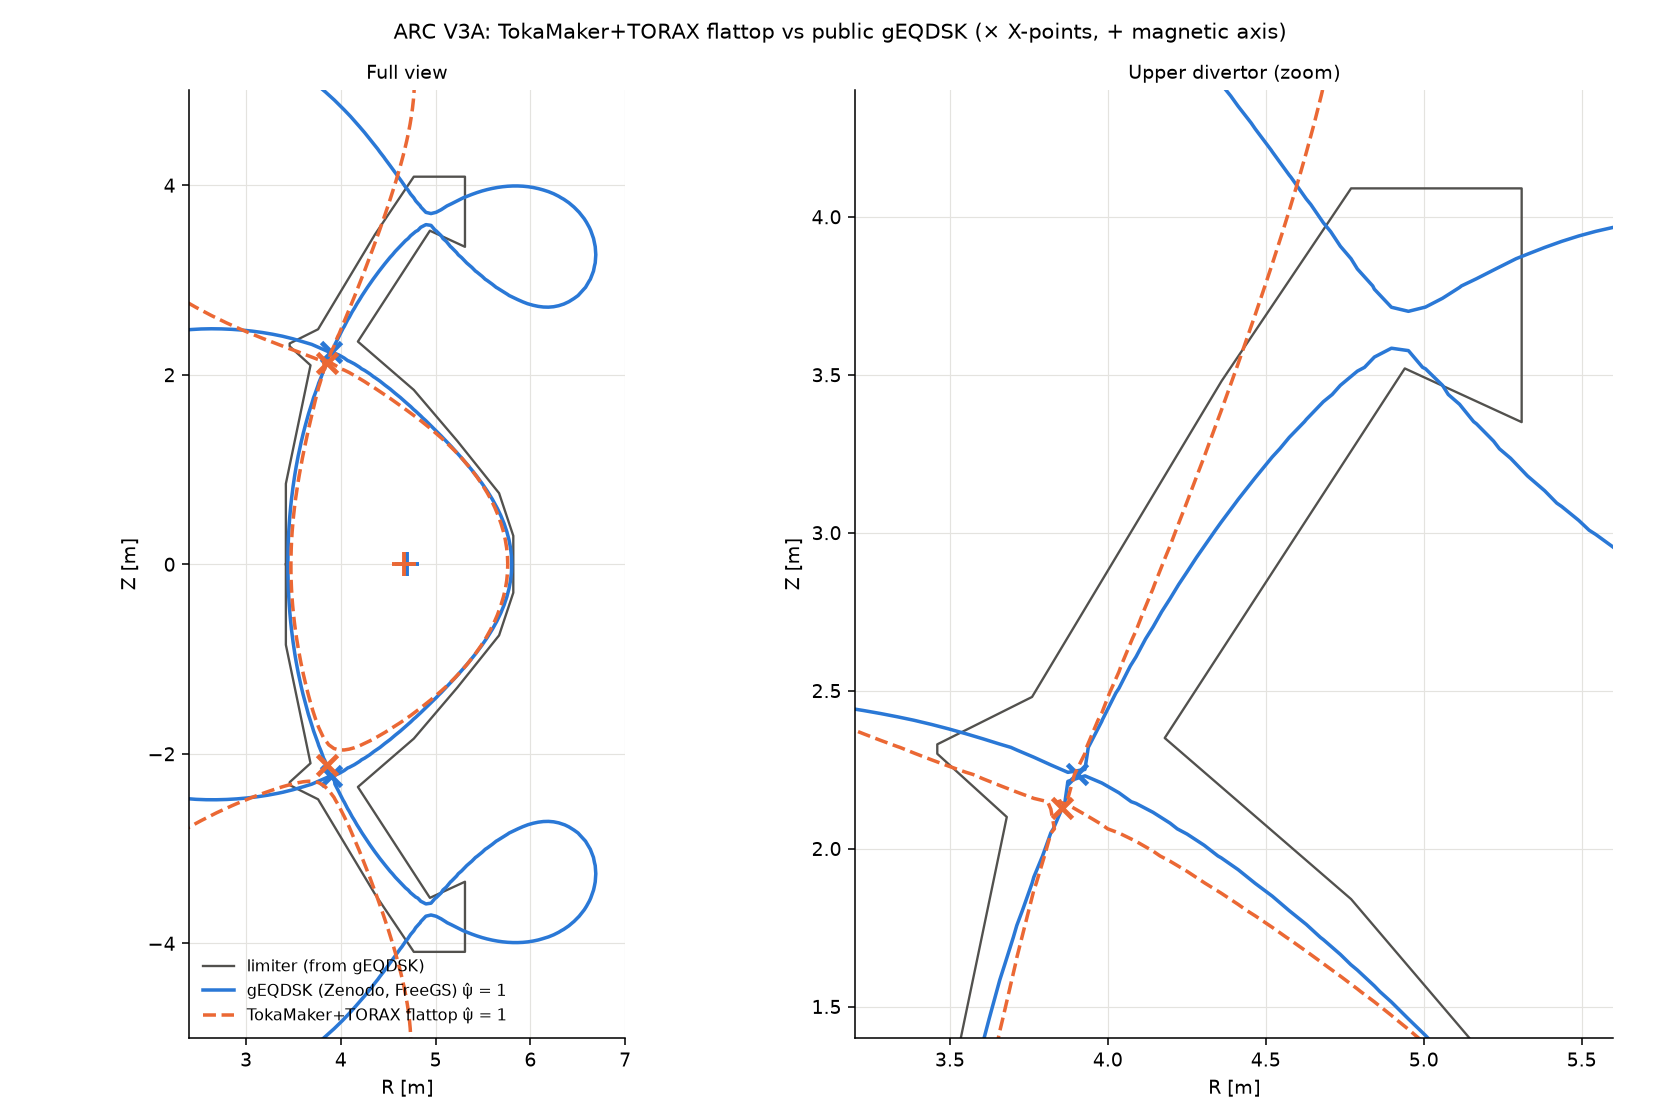 ARC V3A: TokaMaker+TORAX flattop vs public gEQDSK (× X-points, + magnetic axis)
Full view
4
2
0
−2
−4
Z [m]
limiter (from gEQDSK)
gEQDSK (Zenodo, FreeGS) ψ̂ = 1
TokaMaker+TORAX flattop ψ̂ = 1
3 4 5 6 7
R [m]
Upper divertor (zoom)
4.0
3.5
3.0
2.5
2.0
1.5
Z [m]
3.5 4.0 4.5 5.0 5.5
R [m]